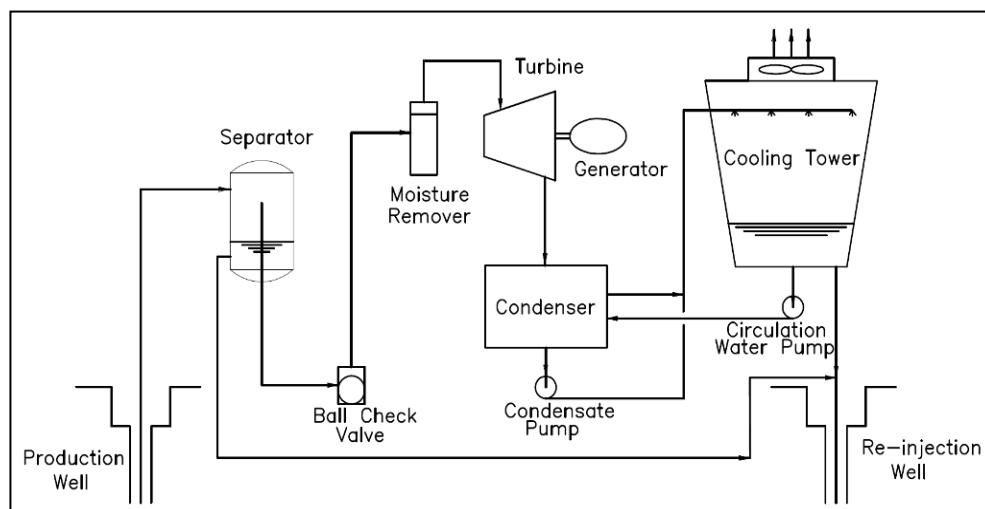 Turbine
Separator
Cooling Tower
Generator
Moisture
Remover
Condenser
Circulation
Water Pump
Ball Check
Valve
Condensate
Pump
Production
Well
Re-injection
Well